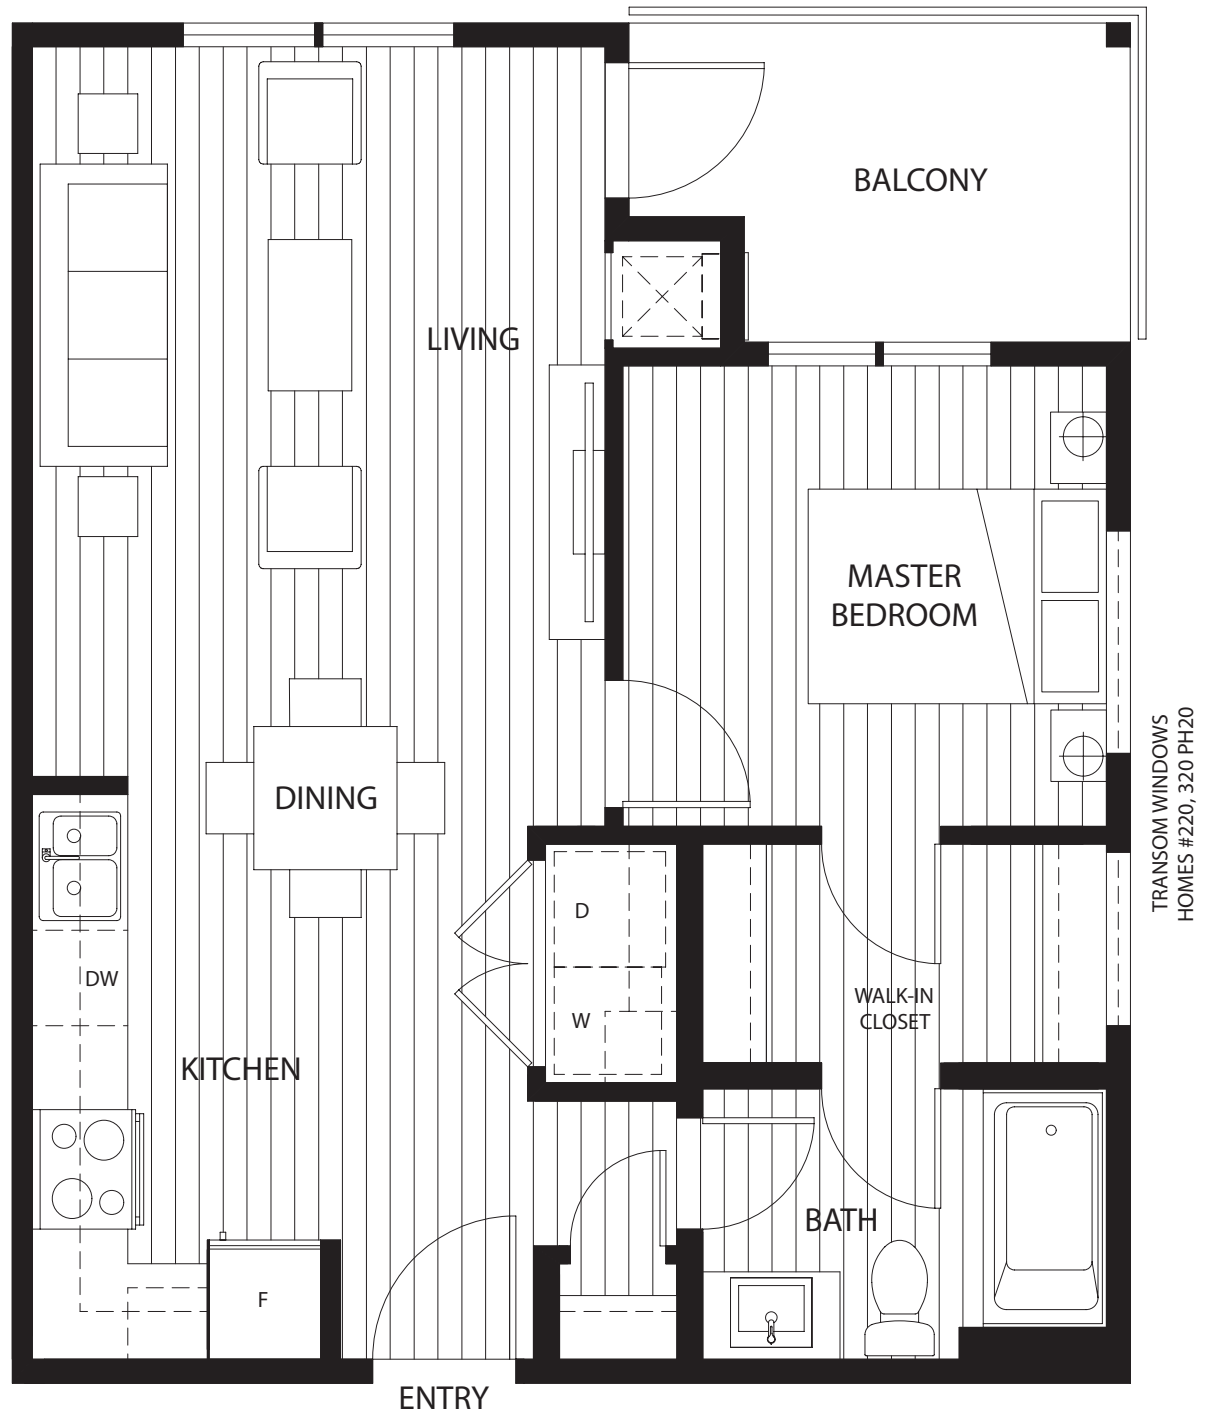 BALCONY
LIVING
MASTER
BEDROOM
TRANSOM WINDOWS
HOMES #220, 320 PH20
DINING
D
DW
W
WALK-IN
CLOSET
KITCHEN
BATH
F
ENTRY